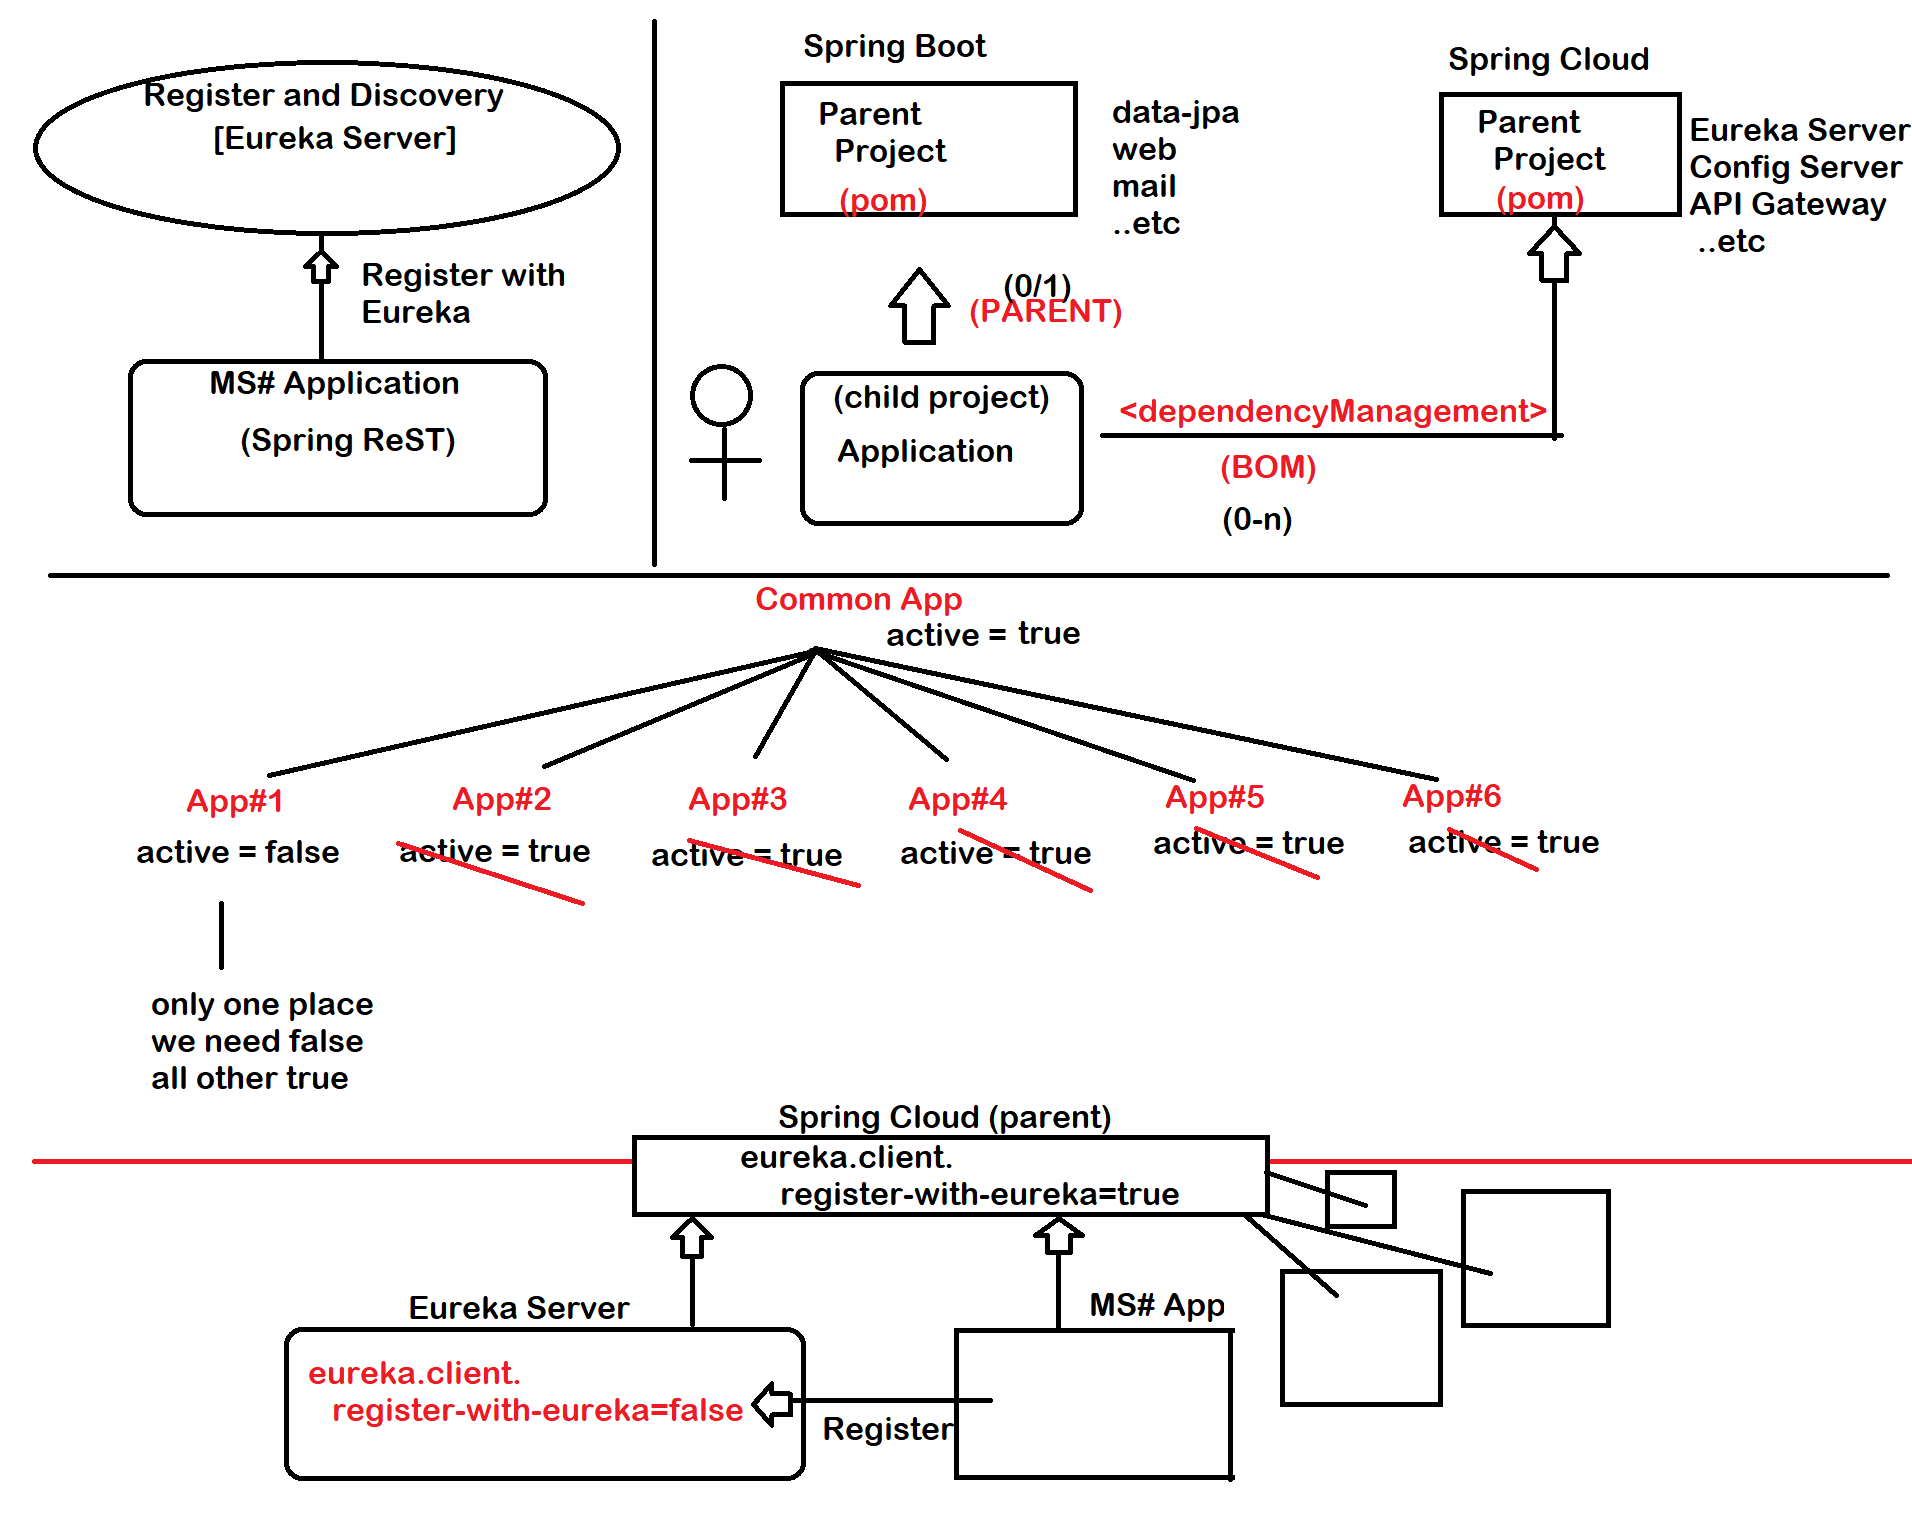 Register and Discovery
[Eureka Server]
Register with
Eureka
MS# Application
(Spring ReST)
Spring Boot
Parent
Project
(pom)
data-jpa
web
mail
..etc
(0/1)
(PARENT)
(child project)
Application
<dependencyManagement>
(BOM)
(0-n)
Spring Cloud
Parent
Project
(pom)
Eureka Server
Config Server
API Gateway
..etc
Common App
active = true
App#1
active = false
App#2
active = true
App#3
active = true
App#4
active = true
App#5
active = true
App#6
active = true
only one place
we need false
all other true
Spring Cloud (parent)
eureka.client.
register-with-eureka=true
Eureka Server
eureka.client.
register-with-eureka=false
Register
MS# App